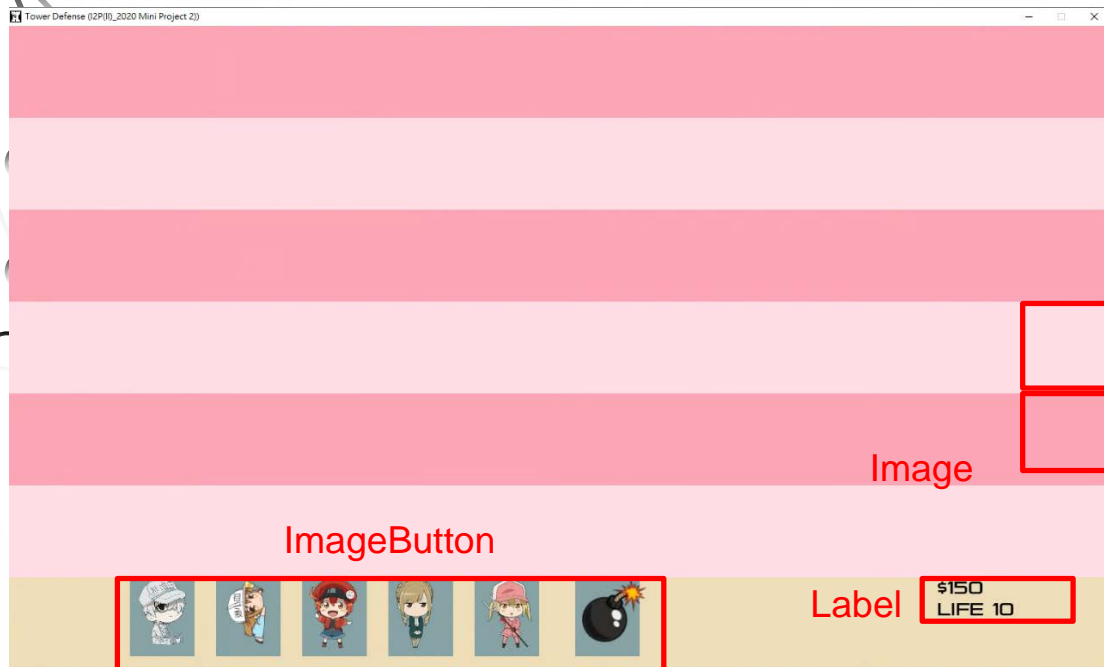 Tower Defense (I2P(II)_2020 Mini Project 2))
Image
ImageButton
Label
$150
LIFE 10